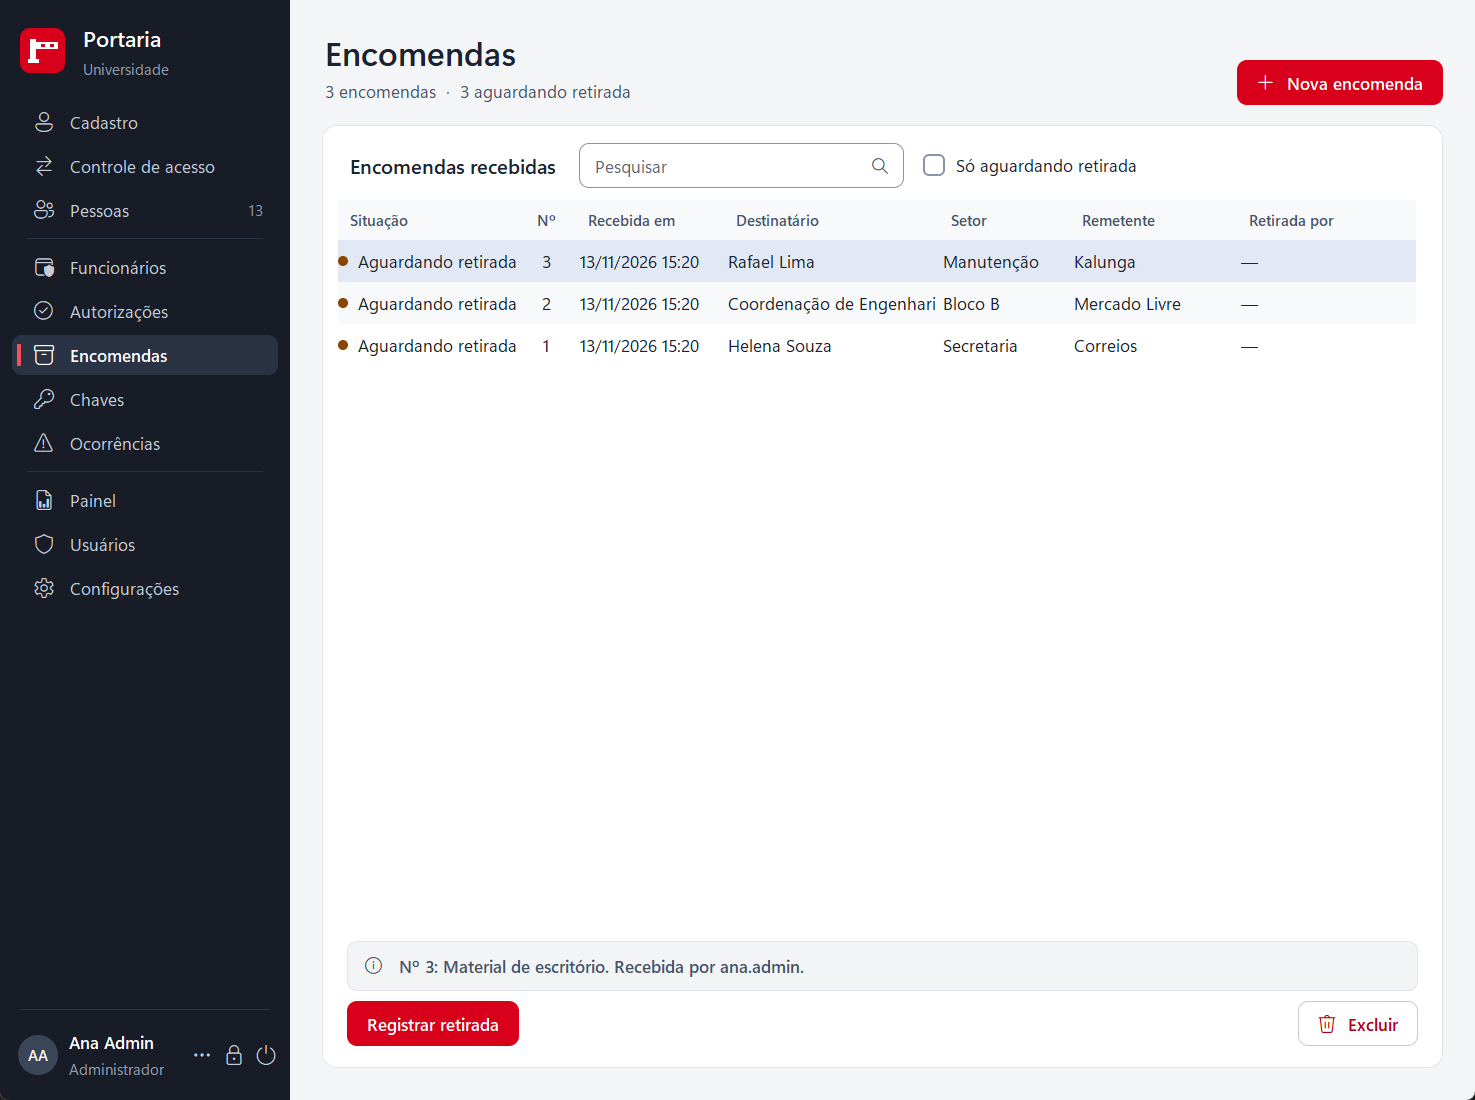 Portaria
Universidade
Cadastro
Controle de acesso
Pessoas 13
Funcionários
Autorizações
Encomendas
Chaves
Ocorrências
Painel
Usuários
Configurações
AA
Ana Admin
Administrador
Encomendas
3 encomendas · 3 aguardando retirada
Nova encomenda
Encomendas recebidas
Pesquisar
Só aguardando retirada
Situação Nº Recebida em Destinatário Setor Remetente Retirada por
Aguardando retirada 3 13/11/2026 15:20 Rafael Lima Manutenção Kalunga —
Aguardando retirada 2 13/11/2026 15:20 Coordenação de Engenhari Bloco B Mercado Livre —
Aguardando retirada 1 13/11/2026 15:20 Helena Souza Secretaria Correios —
Nº 3: Material de escritório. Recebida por ana.admin.
Registrar retirada
Excluir